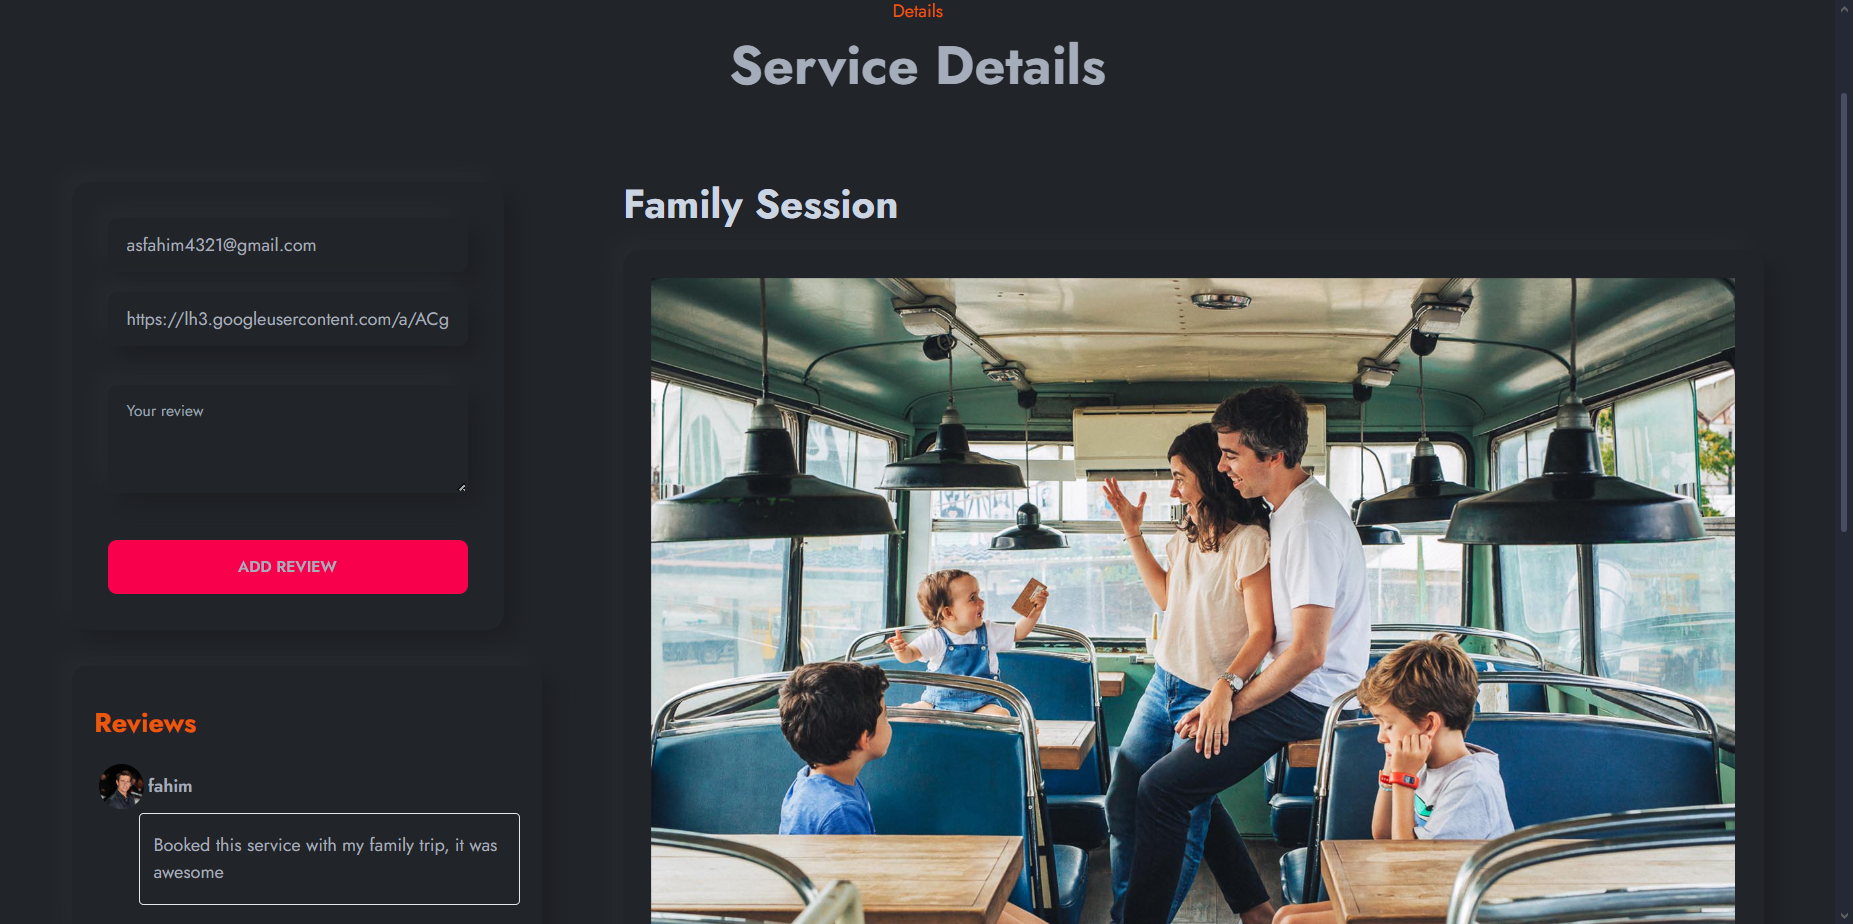 Details
Service Details
asfahim4321@gmail.com
https://lh3.googleusercontent.com/a/ACg
Your review
ADD REVIEW
Reviews
fahim
Booked this service with my family trip, it was
awesome
Family Session